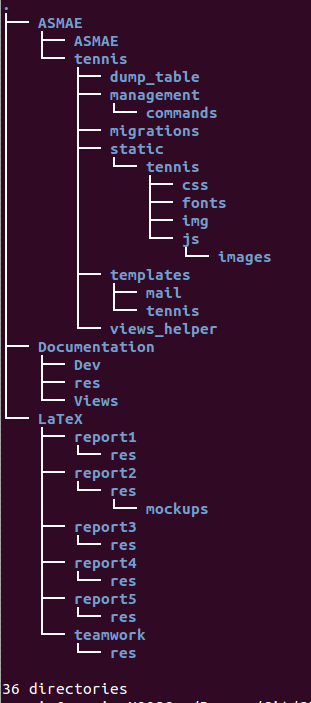 .
├── ASMAE
│   ├── ASMAE
│   └── tennis
│       ├── dump_table
│       ├── management
│       │   └── commands
│       ├── migrations
│       ├── static
│       │   └── tennis
│       │       ├── css
│       │       ├── fonts
│       │       ├── img
│       │       └── js
│       │           └── images
│       ├── templates
│       │   ├── mail
│       │   └── tennis
│       └── views_helper
├── Documentation
│   ├── Dev
│   ├── res
│   └── Views
└── LaTeX
    ├── report1
    │   └── res
    ├── report2
    │   └── res
    │       └── mockups
    ├── report3
    │   └── res
    ├── report4
    │   └── res
    ├── report5
    │   └── res
    └── teamwork
        └── res
36 directories